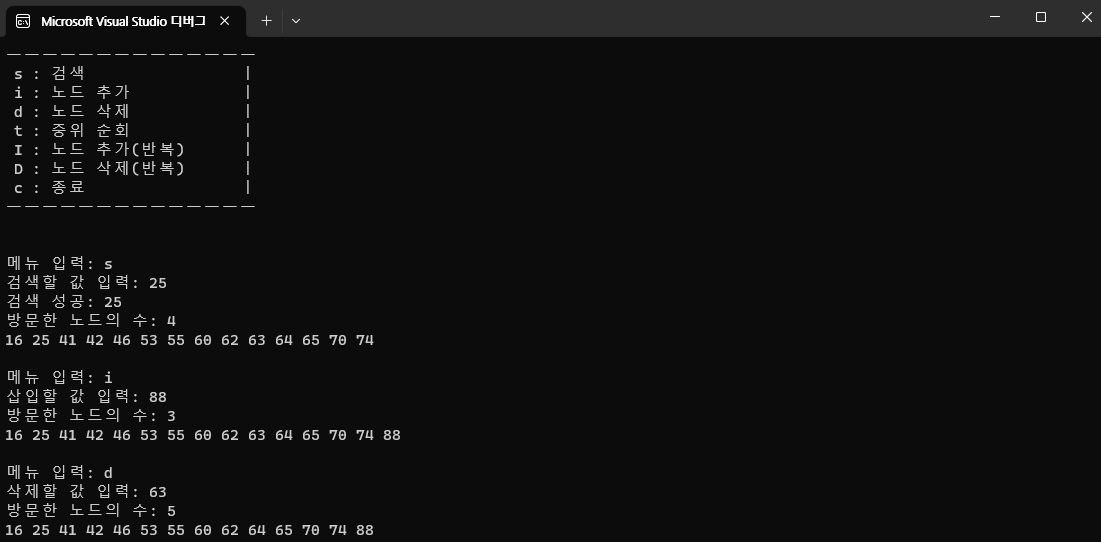 Microsoft Visual Studio 디버그
s : 검색 |
i : 노드 추가 |
d : 노드 삭제 |
t : 중위 순회 |
I : 노드 추가(반복) |
D : 노드 삭제(반복) |
c : 종료 |
메뉴 입력: s
검색할 값 입력: 25
검색 성공: 25
방문한 노드의 수: 4
16 25 41 42 46 53 55 60 62 63 64 65 70 74
메뉴 입력: i
삽입할 값 입력: 88
방문한 노드의 수: 3
16 25 41 42 46 53 55 60 62 63 64 65 70 74 88
메뉴 입력: d
삭제할 값 입력: 63
방문한 노드의 수: 5
16 25 41 42 46 53 55 60 62 64 65 70 74 88